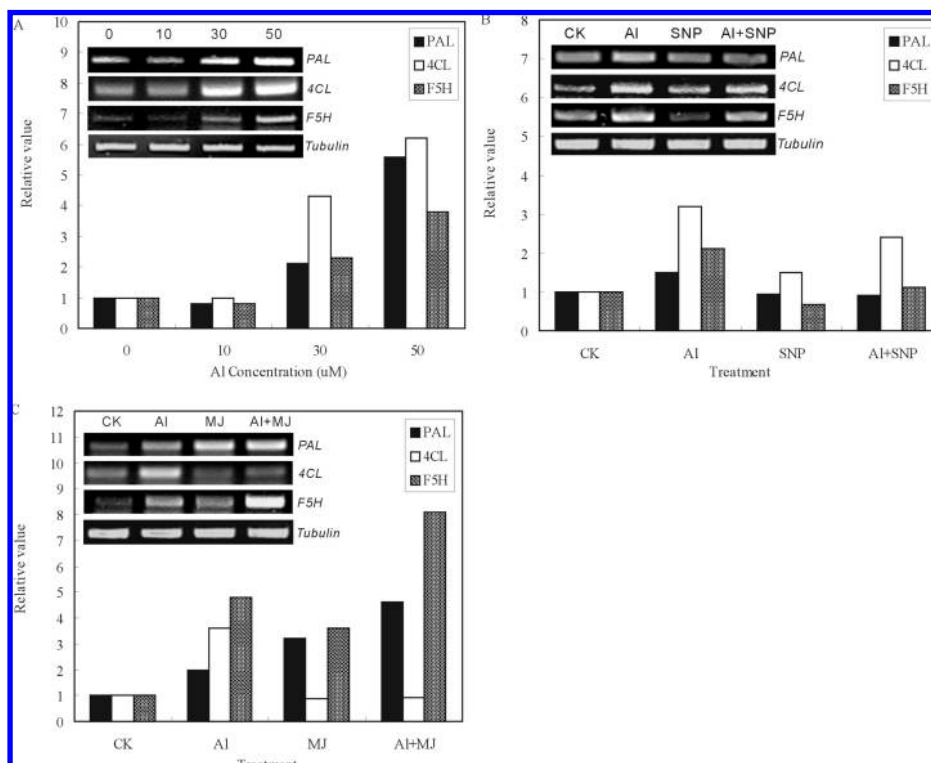 A
10
9
8
7
6
5
4
3
2
1
0
Relative value
0 10 30 50
PAL
4CL
F5H
Tubulin
PAL
4CL
F5H
0 10 30 50
Al Concentration (uM)
B
8
7
6
5
4
3
2
1
0
Relative value
CK Al SNP Al+SNP
PAL
4CL
F5H
Tubulin
PAL
4CL
F5H
CK Al SNP Al+SNP
Treatment
C
12
11
10
9
8
7
6
5
4
3
2
1
0
Relative value
CK Al MJ Al+MJ
PAL
4CL
F5H
Tubulin
PAL
4CL
F5H
CK Al MJ Al+MJ
Treatment